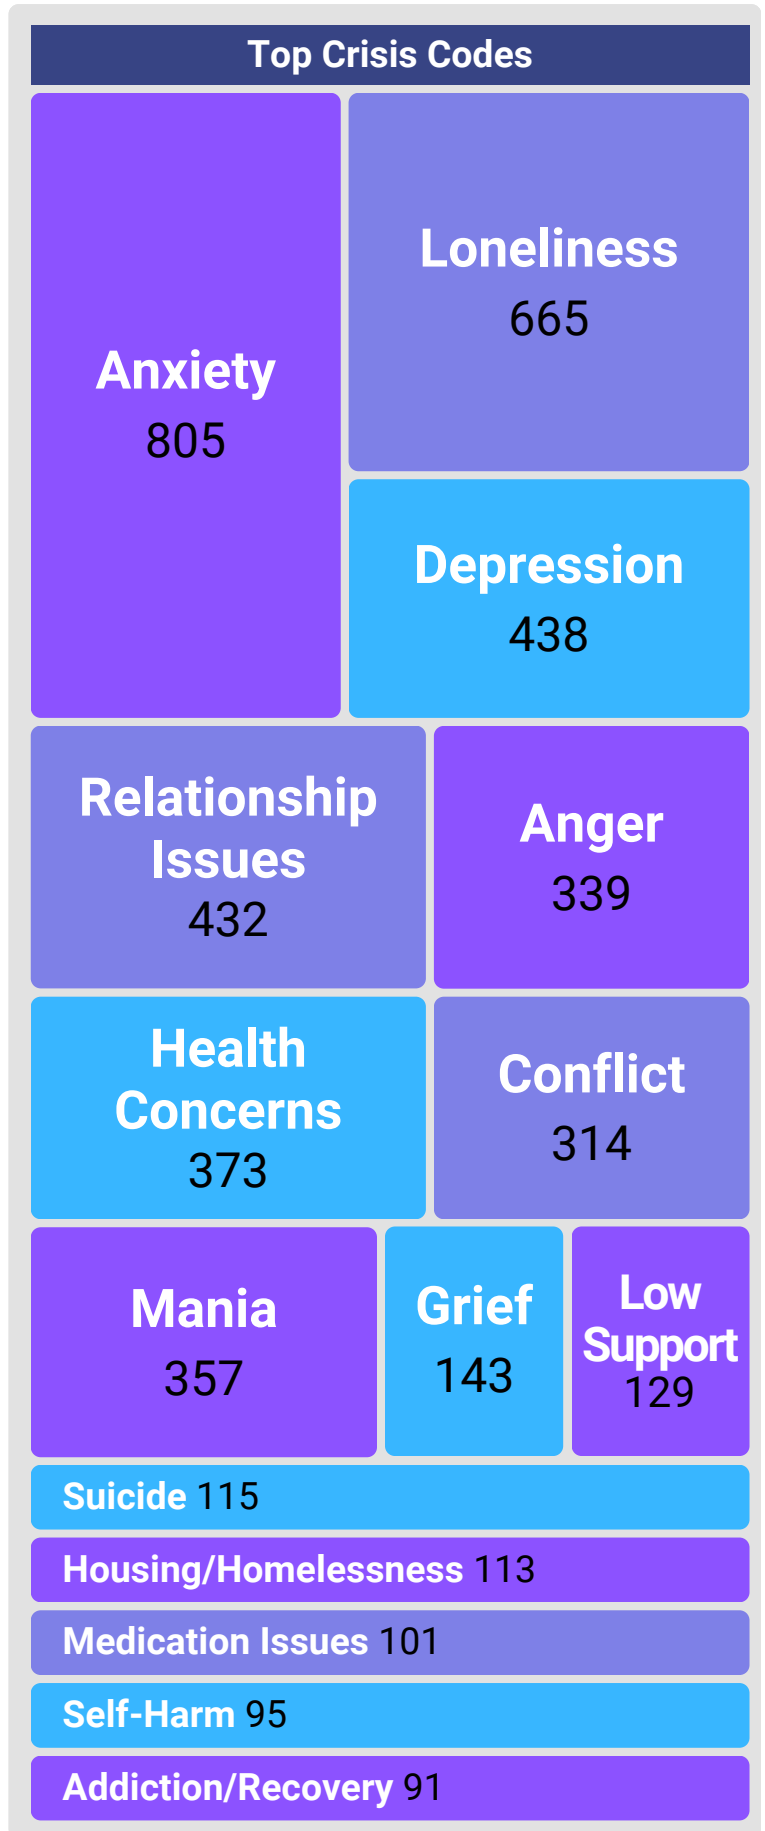 Top Crisis Codes
Anxiety
805
Loneliness
665
Depression
438
Relationship
Issues
432
Anger
339
Health
Concerns
373
Conflict
314
Mania
357
Grief
143
Low
Support
129
Suicide 115
Housing/Homelessness 113
Medication Issues 101
Self-Harm 95
Addiction/Recovery 91